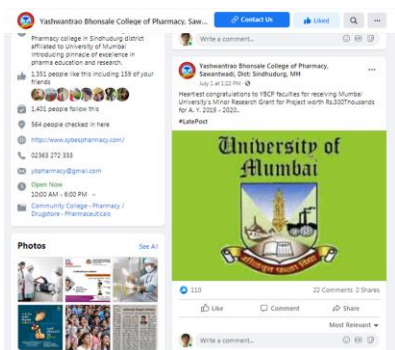 Yashwantrao Bhonsale College of Pharmacy, Saw...
Contact Us
Liked
Pharmacy college in Sindhudurg district
affiliated to University of Mumbai
introducing pinnacle of excellence in
pharma education and research.
1,351 people like this including 159 of your
friends
1,401 people follow this
564 people checked in here
http://www.sybespharmacy.com/
02363 272 333
ybpharmacy@gmail.com
Open Now
10:00 AM - 6:00 PM
Community College · Pharmacy /
Drugstore · Pharmaceuticals
Photos
See All
Write a comment...
Yashwantrao Bhonsale College of Pharmacy,
Sawantwadi, Dist: Sindhudurg, MH
July 1 at 1:22 PM ·
Heartiest congratulations to YBCP faculties for receiving Mumbai
University's Minor Research Grant for Project worth Rs.300Thousands
for A. Y. 2019 - 2020..
#LatePost
University of
Mumbai
110
22 Comments 2 Shares
Like
Comment
Share
Most Relevant
Write a comment...